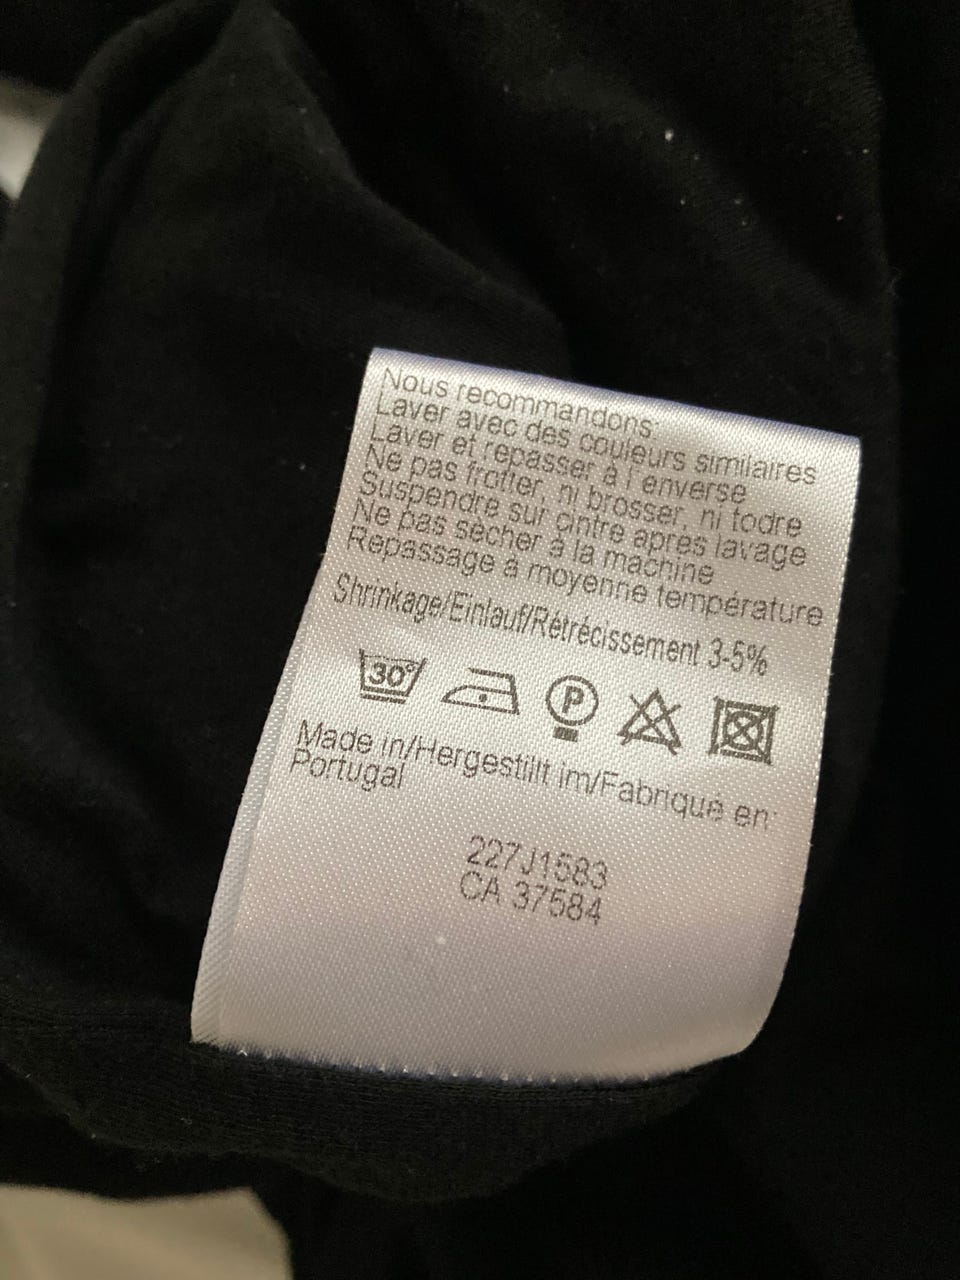 Nous recommandons:
Laver avec des couleurs similaires
Laver et repasser à l'enverse
Ne pas frotter, ni brosser, ni todre
Suspendre sur cintre après lavage
Ne pas sècher à la machine
Repassage à moyenne température
Shrinkage/Einlauf/Rétrécissement 3-5%
30° P
Made in/Hergestillt im/Fabriqué en:
Portugal
227J1583
CA 37584